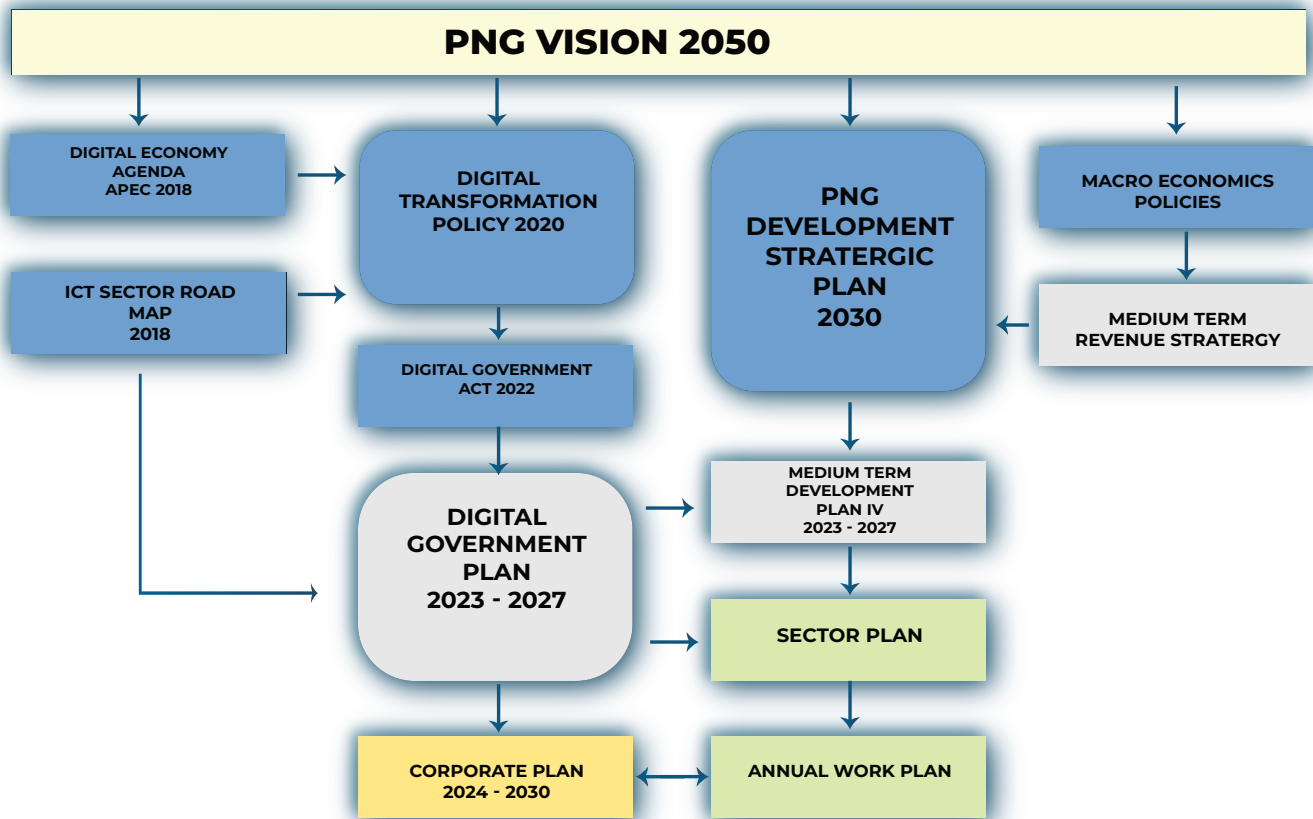 PNG VISION 2050
DIGITAL ECONOMY
AGENDA
APEC 2018
DIGITAL
TRANSFORMATION
POLICY 2020
PNG
DEVELOPMENT
STRATERGIC
PLAN
2030
MACRO ECONOMICS
POLICIES
ICT SECTOR ROAD
MAP
2018
MEDIUM TERM
REVENUE STRATERGY
DIGITAL GOVERNMENT
ACT 2022
MEDIUM TERM
DEVELOPMENT
PLAN IV
2023 - 2027
DIGITAL
GOVERNMENT
PLAN
2023 - 2027
SECTOR PLAN
CORPORATE PLAN
2024 - 2030
ANNUAL WORK PLAN